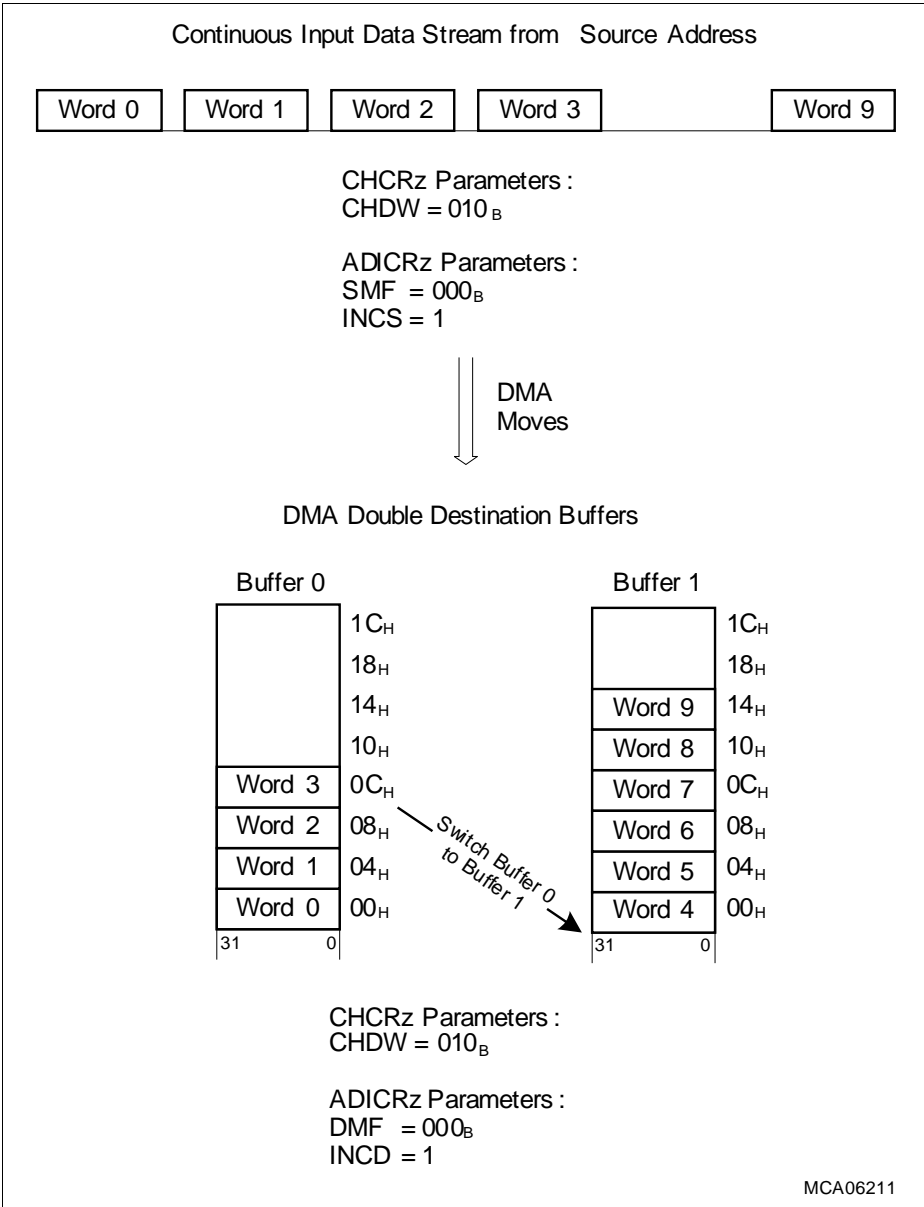 Continuous Input Data Stream from Source Address
Word 0 Word 1 Word 2 Word 3 Word 9
CHCRz Parameters :
CHDW = 010 B
ADICRz Parameters :
SMF = 000B
INCS = 1
DMA
Moves
DMA Double Destination Buffers
Buffer 0 Buffer 1
1CH 1CH
18H 18H
14H Word 9 14H
10H Word 8 10H
Word 3 0CH Word 7 0CH
Word 2 08H Word 6 08H
Word 1 04H Word 5 04H
Word 0 00H Word 4 00H
Switch Buffer 0
to Buffer 1
31 0 31 0
CHCRz Parameters :
CHDW = 010B
ADICRz Parameters :
DMF = 000B
INCD = 1
MCA06211